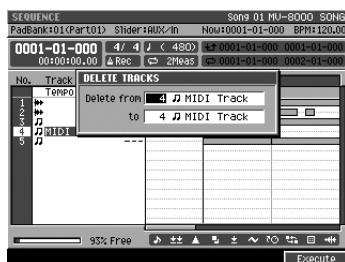 SEQUENCE Song 01 MV-8000 SONG
PadBank:01(Part01) Slider:AUX/in Now:0001-01-000 BPM:120.00
0001-01-000 4/ 4 ♩ ( 480) 0001-01-000 0001-01-000
00:00:00.00 Rec 2Meas 0001-01-000 0002-01-000
No. Track
DELETE TRACKS
Tempo
Delete from 4 ♫ MIDI Track
to 4 ♫ MIDI Track
1
2
3 ♫
4 ♫ MIDI
5 ♫ ---
93% Free
Execute